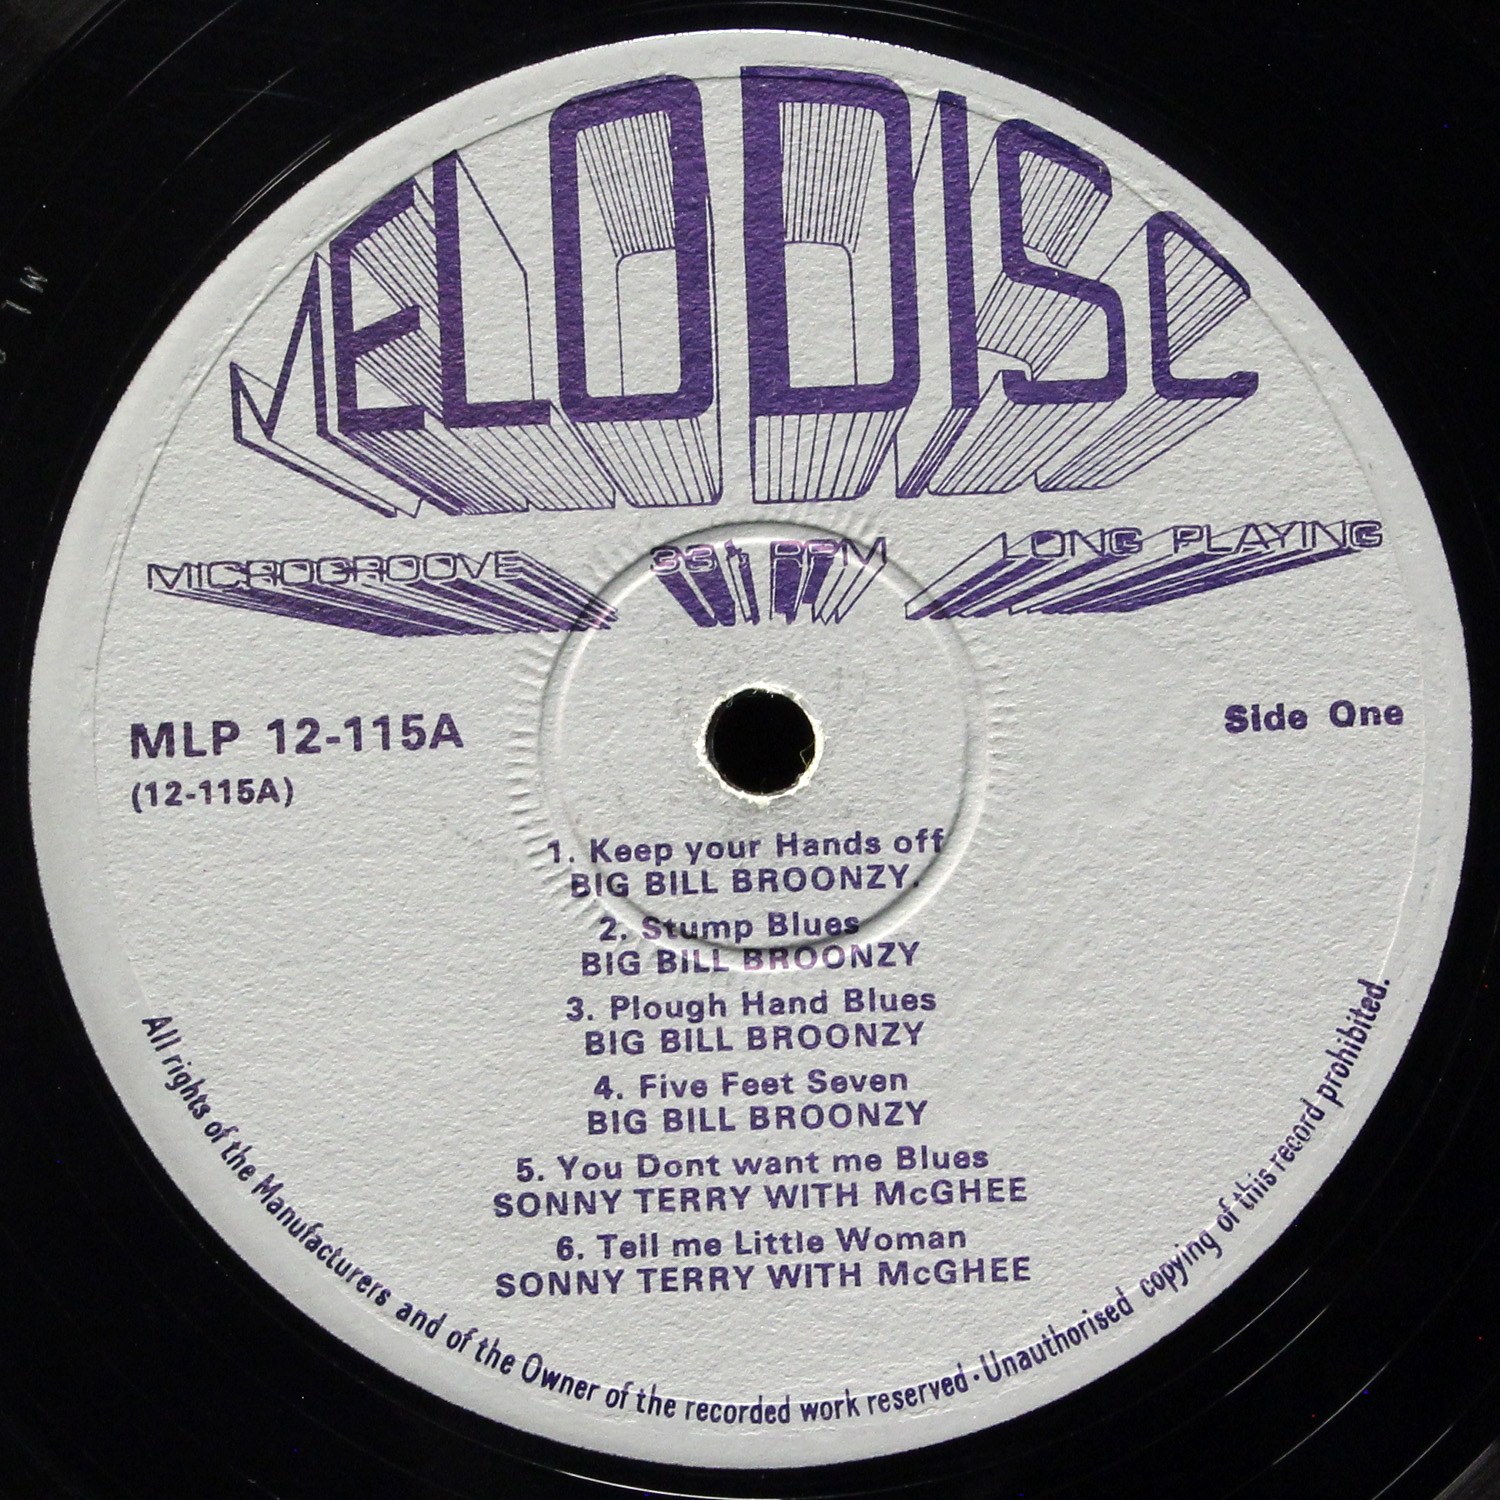 MELODISC
MICROGROOVE 33⅓ RPM LONG PLAYING
MLP 12-115A
(12-115A)
Side One
1. Keep your Hands off
BIG BILL BROONZY.
2. Stump Blues
BIG BILL BROONZY
3. Plough Hand Blues
BIG BILL BROONZY
4. Five Feet Seven
BIG BILL BROONZY
5. You Dont want me Blues
SONNY TERRY WITH McGHEE
6. Tell me Little Woman
SONNY TERRY WITH McGHEE
All rights of the Manufacturers and of the Owner of the recorded work reserved · Unauthorised copying of this record prohibited.